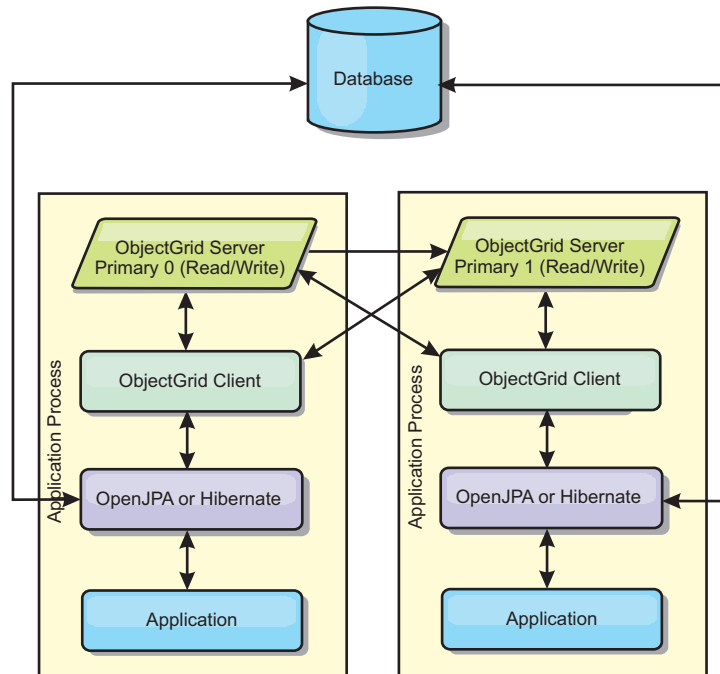 Database
ObjectGrid Server
Primary 0 (Read/Write)
ObjectGrid Client
OpenJPA or Hibernate
Application
Application Process
ObjectGrid Server
Primary 1 (Read/Write)
ObjectGrid Client
OpenJPA or Hibernate
Application
Application Process